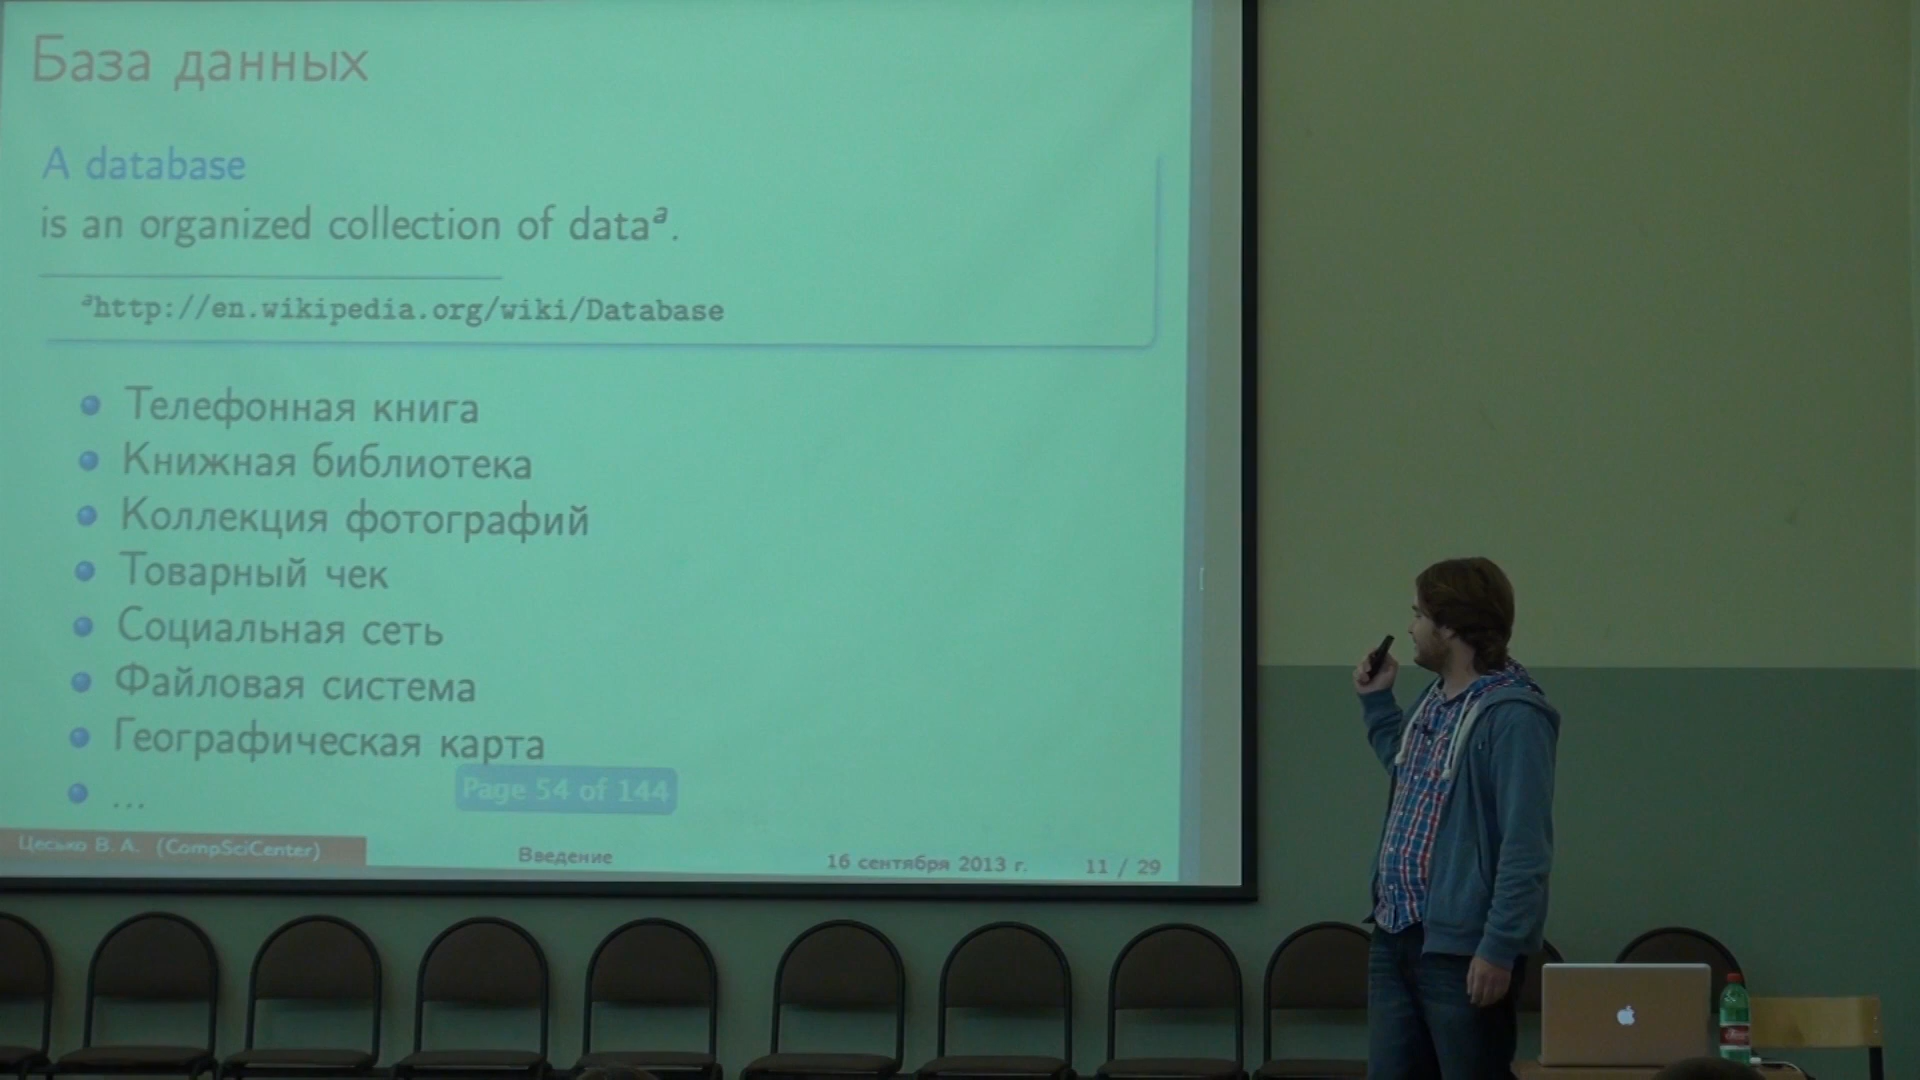 База данных
A database
is an organized collection of dataª.
ªhttp://en.wikipedia.org/wiki/Database
Телефонная книга
Книжная библиотека
Коллекция фотографий
Товарный чек
Социальная сеть
Файловая система
Географическая карта
...
Page 54 of 144
Цесько В. А. (CompSciCenter)
Введение
16 сентября 2013 г.
11 / 29